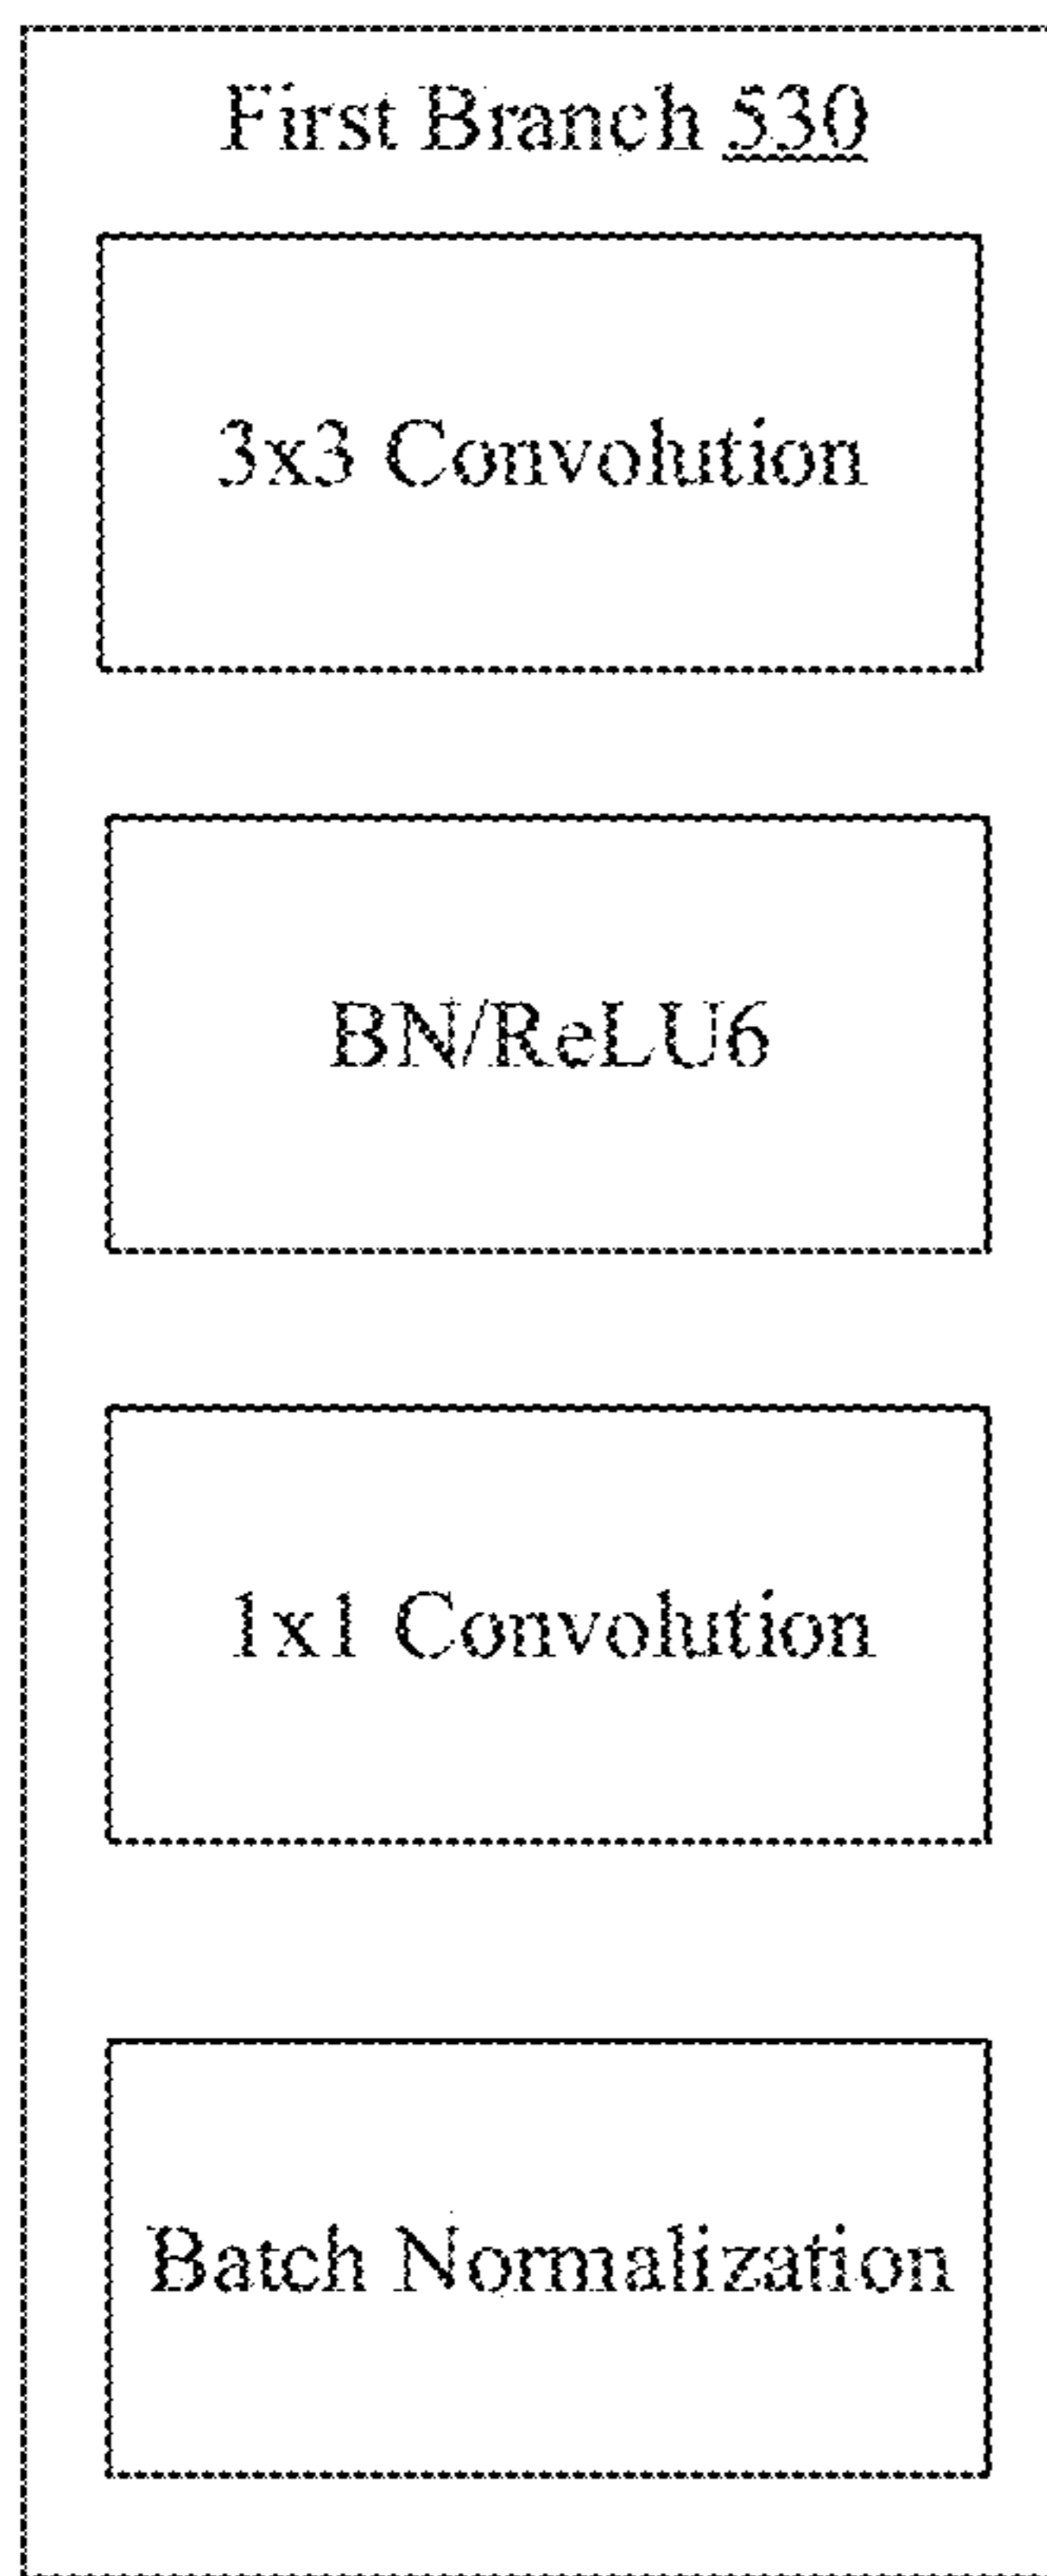 First Branch 530
3x3 Convolution
BN/ReLU6
1x1 Convolution
Batch Normalization